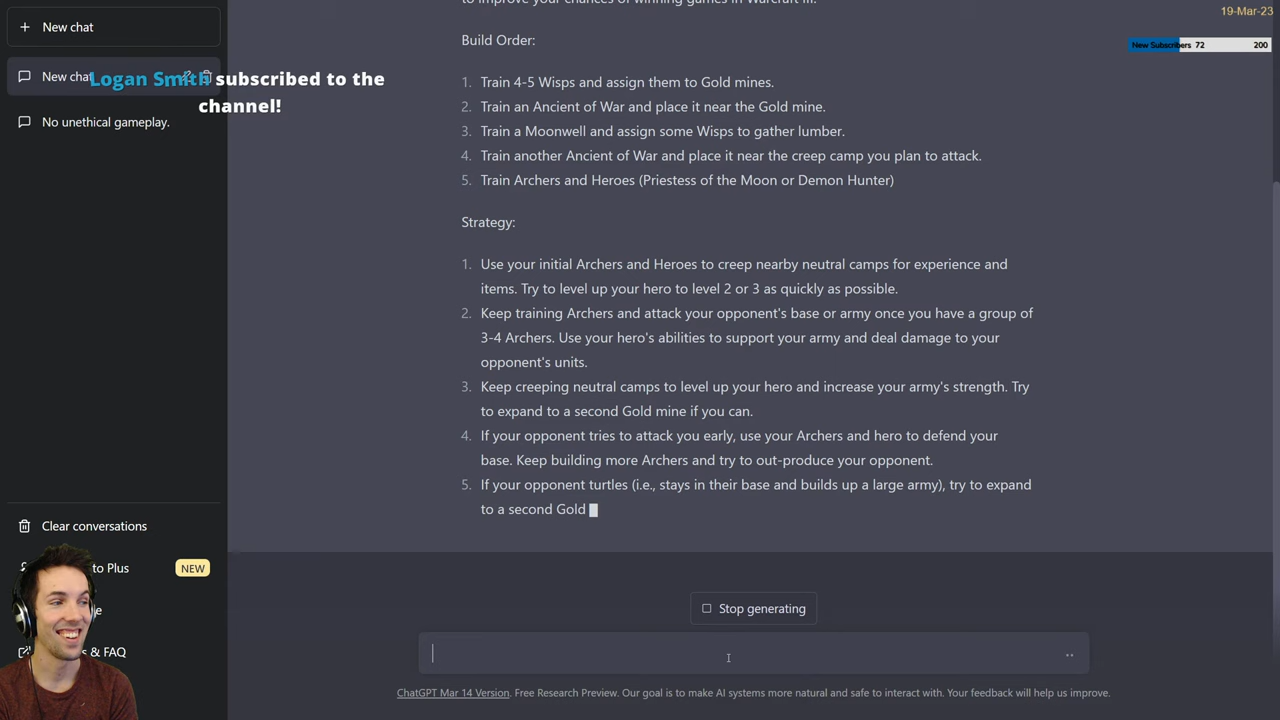 19-Mar-23
New Subscribers 72 200
New chat
New chat
Logan Smith subscribed to the
channel!
No unethical gameplay.
to improve your chances of winning games in Warcraft III.
Build Order:
1. Train 4-5 Wisps and assign them to Gold mines.
2. Train an Ancient of War and place it near the Gold mine.
3. Train a Moonwell and assign some Wisps to gather lumber.
4. Train another Ancient of War and place it near the creep camp you plan to attack.
5. Train Archers and Heroes (Priestess of the Moon or Demon Hunter)
Strategy:
1. Use your initial Archers and Heroes to creep nearby neutral camps for experience and
items. Try to level up your hero to level 2 or 3 as quickly as possible.
2. Keep training Archers and attack your opponent's base or army once you have a group of
3-4 Archers. Use your hero's abilities to support your army and deal damage to your
opponent's units.
3. Keep creeping neutral camps to level up your hero and increase your army's strength. Try
to expand to a second Gold mine if you can.
4. If your opponent tries to attack you early, use your Archers and hero to defend your
base. Keep building more Archers and try to out-produce your opponent.
5. If your opponent turtles (i.e., stays in their base and builds up a large army), try to expand
to a second Gold
Clear conversations
to Plus
NEW
& FAQ
Stop generating
ChatGPT Mar 14 Version. Free Research Preview. Our goal is to make AI systems more natural and safe to interact with. Your feedback will help us improve.